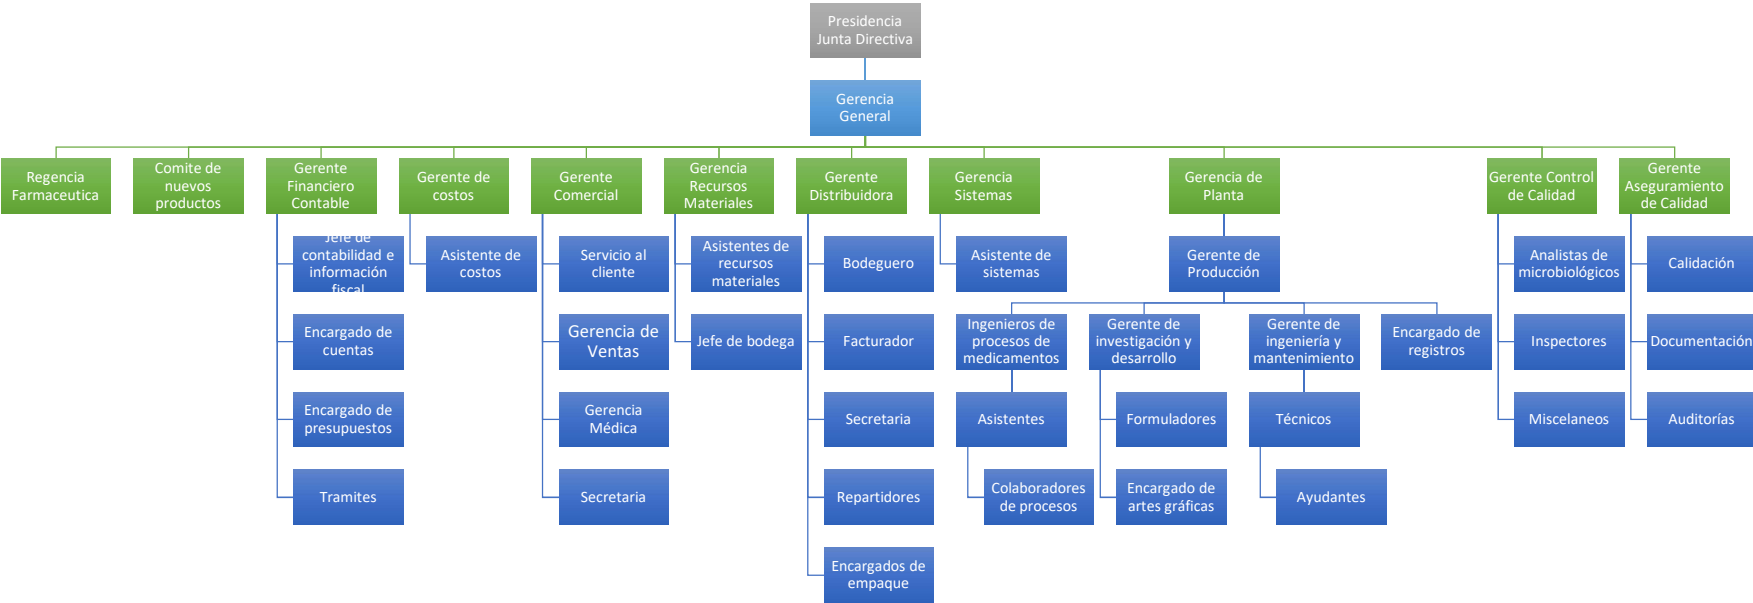 Presidencia
Junta Directiva
Gerencia
General
Regencia
Farmaceutica
Comite de
nuevos
productos
Gerente
Financiero
Contable
Gerente de
costos
Gerente
Comercial
Gerencia
Recursos
Materiales
Gerente
Distribuidora
Gerencia
Sistemas
Gerencia de
Planta
Gerente Control
de Calidad
Gerente
Aseguramiento
de Calidad
Jefe de
contabilidad e
información
fiscal
Asistente de
costos
Servicio al
cliente
Asistentes de
recursos
materiales
Bodeguero
Asistente de
sistemas
Gerente de
Producción
Analistas de
microbiológicos
Calidación
Encargado de
cuentas
Gerencia de
Ventas
Jefe de bodega
Facturador
Ingenieros de
procesos de
medicamentos
Gerente de
investigación y
desarrollo
Gerente de
ingeniería y
mantenimiento
Encargado de
registros
Inspectores
Documentación
Encargado de
presupuestos
Gerencia
Médica
Secretaria
Asistentes
Formuladores
Técnicos
Miscelaneos
Auditorías
Tramites
Secretaria
Repartidores
Colaboradores
de procesos
Encargado de
artes gráficas
Ayudantes
Encargados de
empaque